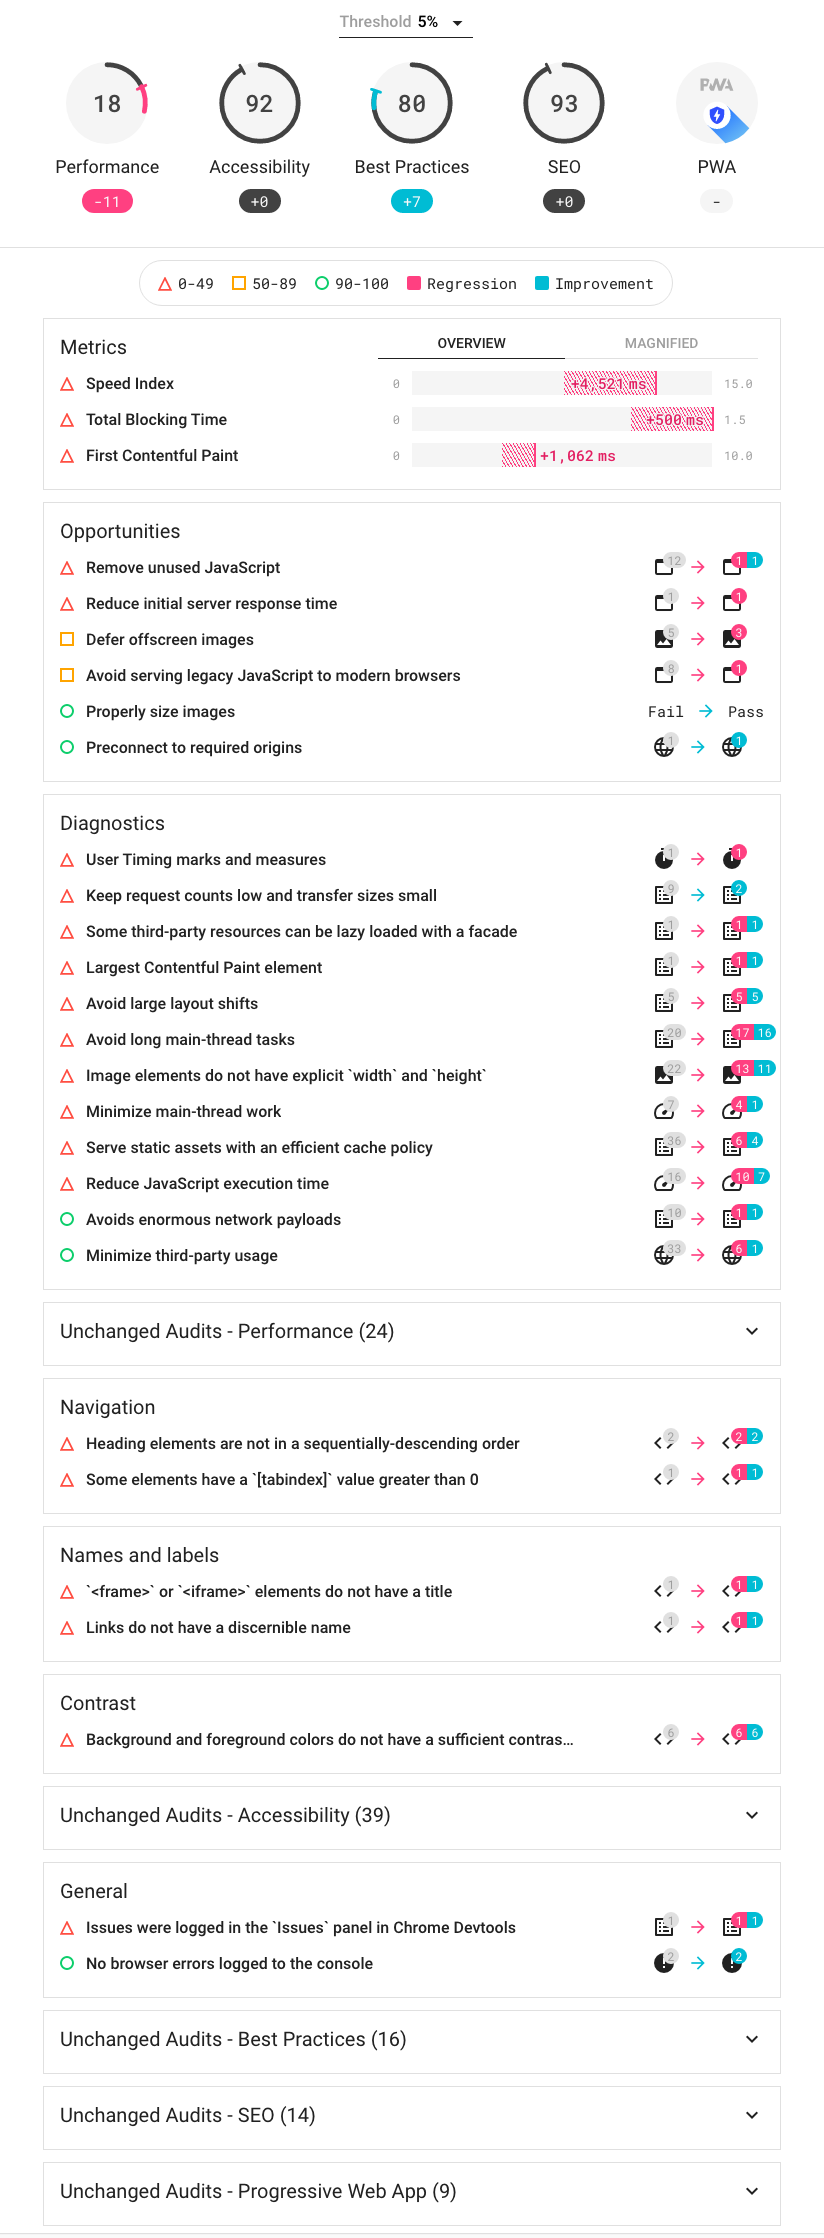 Threshold 5%
18 92 80 93 PWA
Performance Accessibility Best Practices SEO PWA
-11 +0 +7 +0 -
0-49 50-89 90-100 Regression Improvement
Metrics OVERVIEW MAGNIFIED
Speed Index 0 +4,521 ms 15.0
Total Blocking Time 0 +500 ms 1.5
First Contentful Paint 0 +1,062 ms 10.0
Opportunities
Remove unused JavaScript 12 1 1
Reduce initial server response time 1 1
Defer offscreen images 5 3
Avoid serving legacy JavaScript to modern browsers 8 1
Properly size images Fail Pass
Preconnect to required origins 1 1
Diagnostics
User Timing marks and measures 1 1
Keep request counts low and transfer sizes small 9 2
Some third-party resources can be lazy loaded with a facade 1 1 1
Largest Contentful Paint element 1 1 1
Avoid large layout shifts 5 5 5
Avoid long main-thread tasks 20 17 16
Image elements do not have explicit `width` and `height` 22 13 11
Minimize main-thread work 7 4 1
Serve static assets with an efficient cache policy 36 6 4
Reduce JavaScript execution time 16 10 7
Avoids enormous network payloads 10 1 1
Minimize third-party usage 33 6 1
Unchanged Audits - Performance (24)
Navigation
Heading elements are not in a sequentially-descending order 2 2 2
Some elements have a `[tabindex]` value greater than 0 1 1 1
Names and labels
`<frame>` or `<iframe>` elements do not have a title 1 1 1
Links do not have a discernible name 1 1 1
Contrast
Background and foreground colors do not have a sufficient contras... 6 6 6
Unchanged Audits - Accessibility (39)
General
Issues were logged in the `Issues` panel in Chrome Devtools 1 1 1
No browser errors logged to the console 2 2
Unchanged Audits - Best Practices (16)
Unchanged Audits - SEO (14)
Unchanged Audits - Progressive Web App (9)